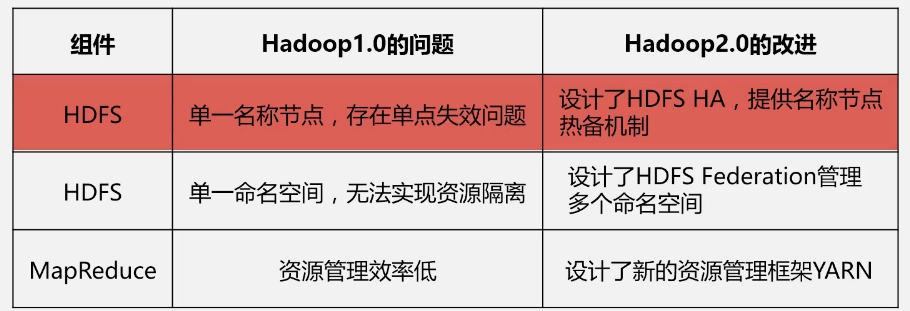 组件 Hadoop1.0的问题 Hadoop2.0的改进
HDFS 单一名称节点，存在单点失效问题 设计了HDFS HA，提供名称节点
热备机制
HDFS 单一命名空间，无法实现资源隔离 设计了HDFS Federation管理
多个命名空间
MapReduce 资源管理效率低 设计了新的资源管理框架YARN